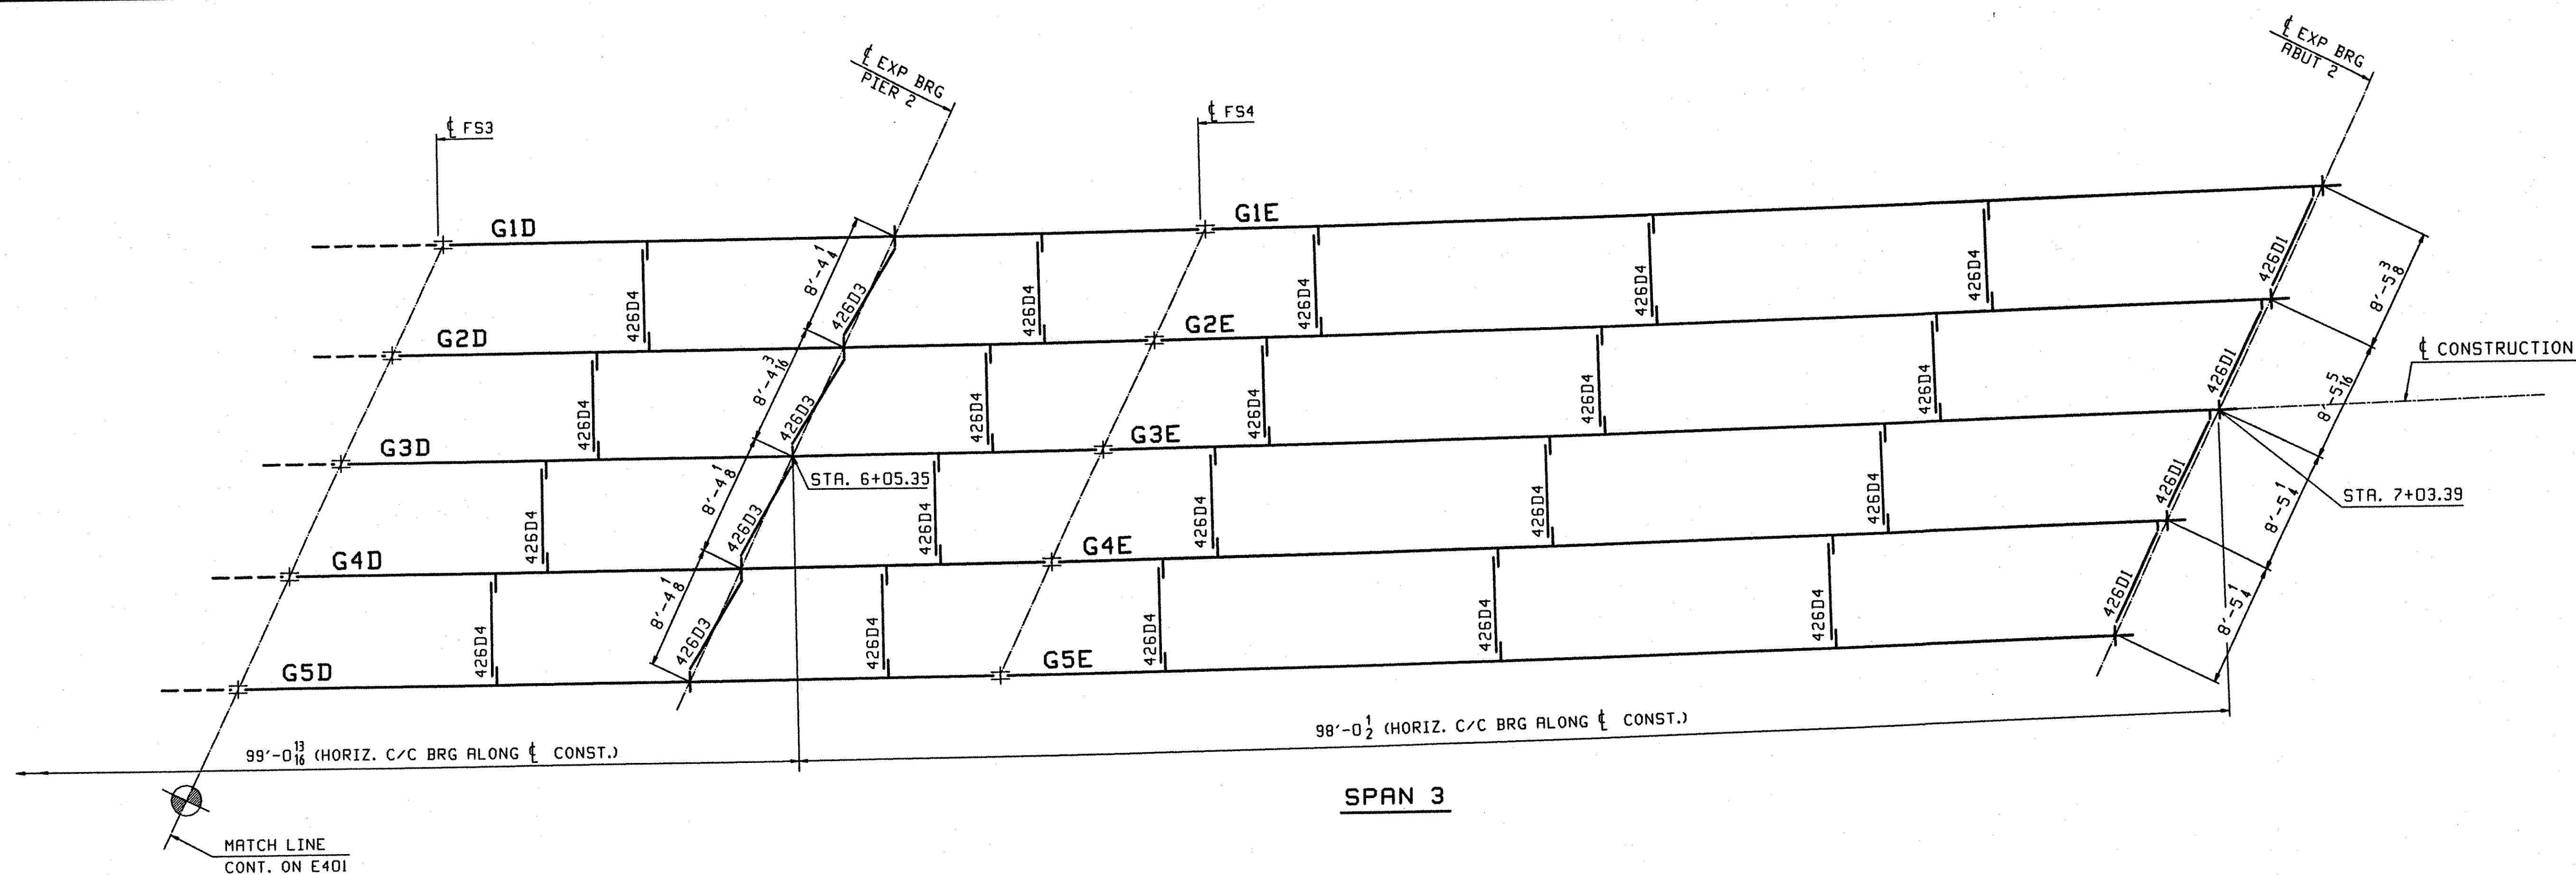 ℄ EXP BRG
PIER 2
℄ EXP BRG
ABUT 2
℄ FS3
℄ FS4
G1D
G1E
8'-4 1/4
426D3
426D4
426D4
426D4
426D4
426D4
426D1
8'-5 3/8
G2D
G2E
8'-4 3/16
426D3
426D4
426D4
426D4
426D4
426D4
426D1
8'-5 5/16
℄ CONSTRUCTION
G3D
G3E
STA. 6+05.35
8'-4 1/8
426D3
426D4
426D4
426D4
426D4
426D4
426D1
8'-5 1/4
STA. 7+03.39
G4D
G4E
8'-4 1/8
426D3
426D4
426D4
426D4
426D4
426D4
426D1
8'-5 1/4
G5D
G5E
99'-0 13/16 (HORIZ. C/C BRG ALONG ℄ CONST.)
98'-0 1/2 (HORIZ. C/C BRG ALONG ℄ CONST.)
SPAN 3
MATCH LINE
CONT. ON E401